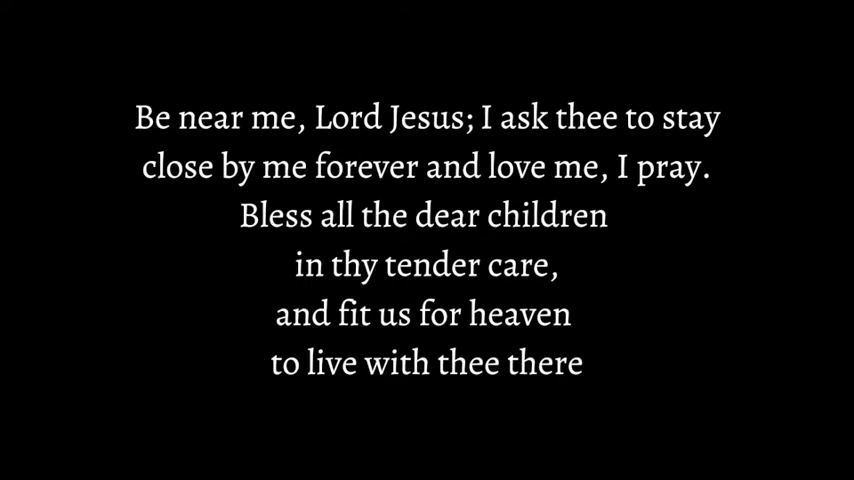 Be near me, Lord Jesus; I ask thee to stay
close by me forever and love me, I pray.
Bless all the dear children
in thy tender care,
and fit us for heaven
to live with thee there